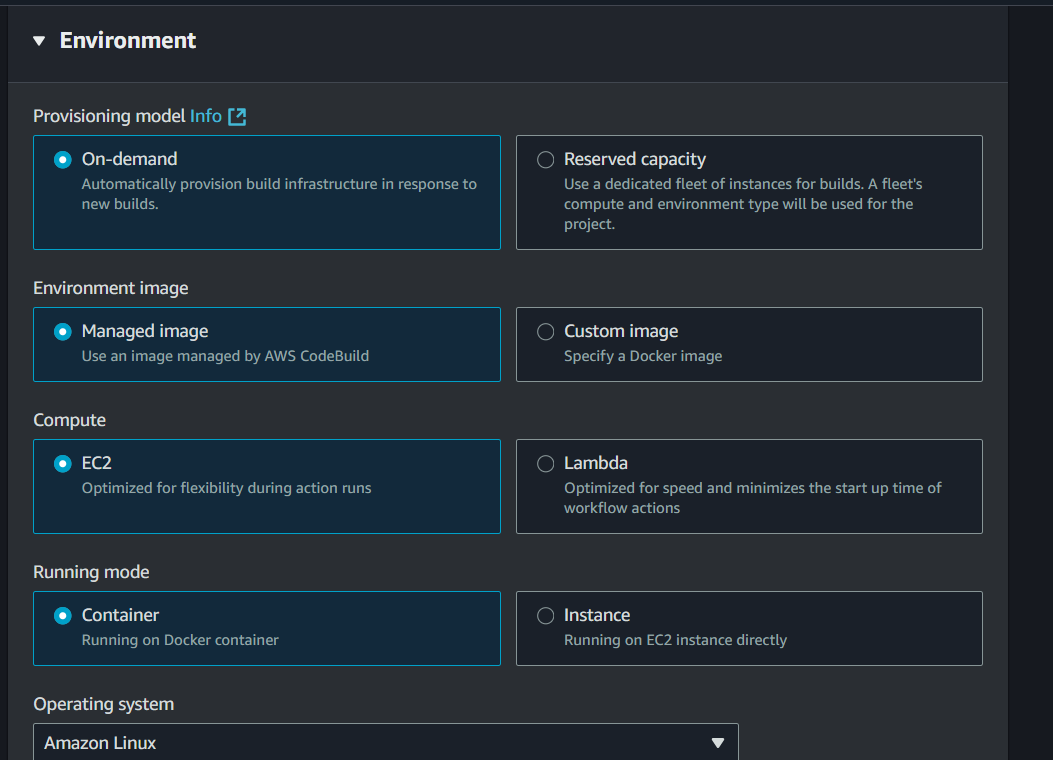 Environment
Provisioning model Info
On-demand
Automatically provision build infrastructure in response to
new builds.
Reserved capacity
Use a dedicated fleet of instances for builds. A fleet's
compute and environment type will be used for the
project.
Environment image
Managed image
Use an image managed by AWS CodeBuild
Custom image
Specify a Docker image
Compute
EC2
Optimized for flexibility during action runs
Lambda
Optimized for speed and minimizes the start up time of
workflow actions
Running mode
Container
Running on Docker container
Instance
Running on EC2 instance directly
Operating system
Amazon Linux